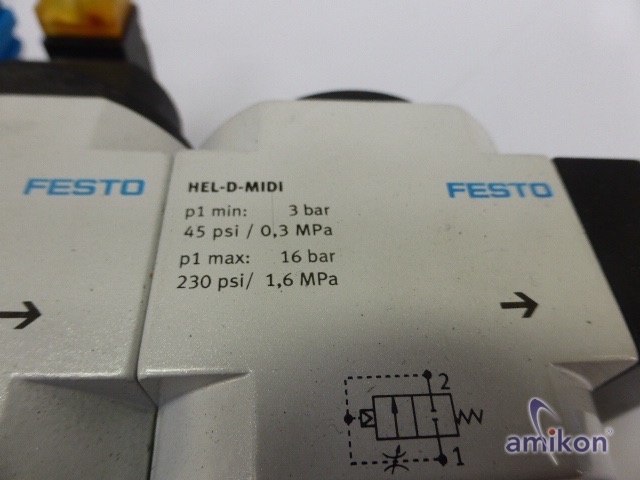 FESTO
HEL-D-MIDI
FESTO
p1 min: 3 bar
45 psi / 0,3 MPa
p1 max: 16 bar
230 psi/ 1,6 MPa
2
1
amikon